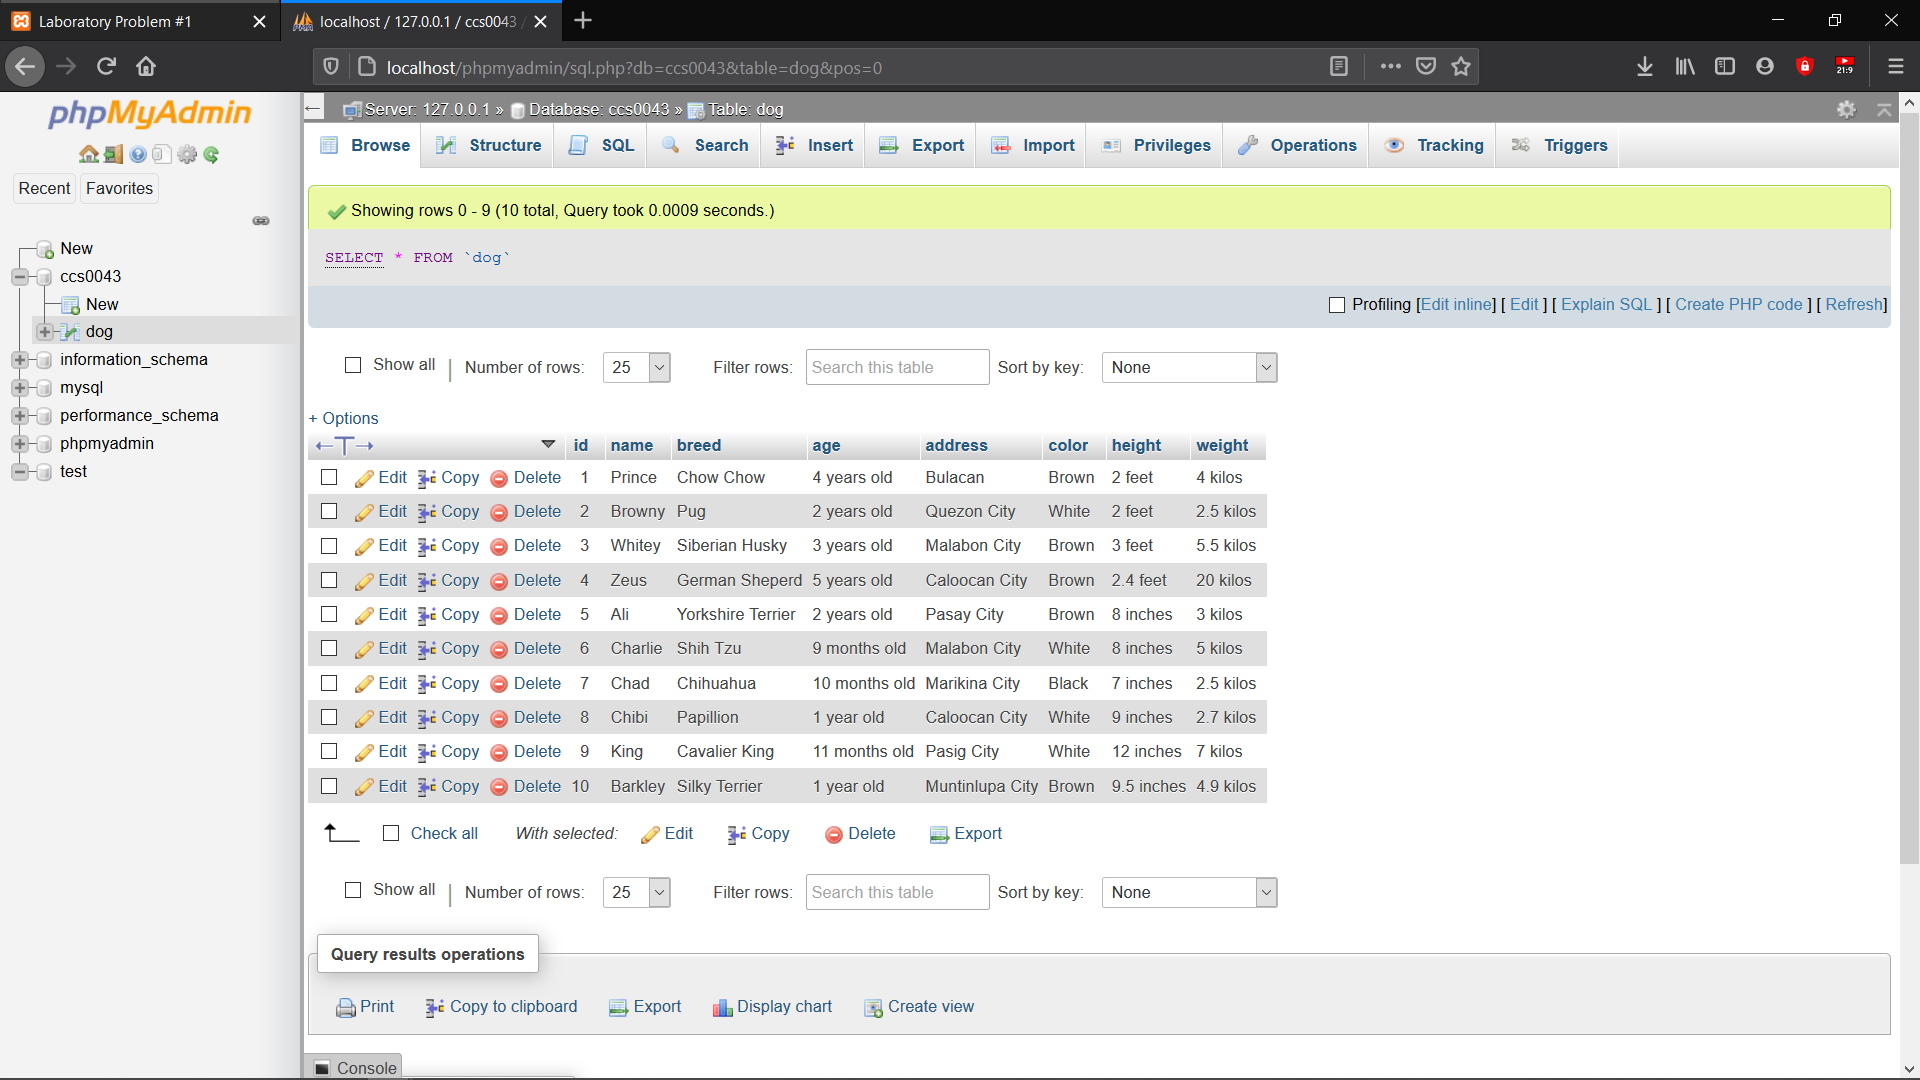 Laboratory Problem #1
localhost / 127.0.0.1 / ccs0043 /
localhost/phpmyadmin/sql.php?db=ccs0043&table=dog&pos=0
21:9
phpMyAdmin
Recent Favorites
New
ccs0043
New
dog
information_schema
mysql
performance_schema
phpmyadmin
test
Server: 127.0.0.1 » Database: ccs0043 » Table: dog
Browse Structure SQL Search Insert Export Import Privileges Operations Tracking Triggers
Showing rows 0 - 9 (10 total, Query took 0.0009 seconds.)
SELECT * FROM `dog`
Profiling [Edit inline] [ Edit ] [ Explain SQL ] [ Create PHP code ] [ Refresh]
Show all | Number of rows: 25 Filter rows: Search this table Sort by key: None
+ Options
←T→ id name breed age address color height weight
Edit Copy Delete 1 Prince Chow Chow 4 years old Bulacan Brown 2 feet 4 kilos
Edit Copy Delete 2 Browny Pug 2 years old Quezon City White 2 feet 2.5 kilos
Edit Copy Delete 3 Whitey Siberian Husky 3 years old Malabon City Brown 3 feet 5.5 kilos
Edit Copy Delete 4 Zeus German Sheperd 5 years old Caloocan City Brown 2.4 feet 20 kilos
Edit Copy Delete 5 Ali Yorkshire Terrier 2 years old Pasay City Brown 8 inches 3 kilos
Edit Copy Delete 6 Charlie Shih Tzu 9 months old Malabon City White 8 inches 5 kilos
Edit Copy Delete 7 Chad Chihuahua 10 months old Marikina City Black 7 inches 2.5 kilos
Edit Copy Delete 8 Chibi Papillion 1 year old Caloocan City White 9 inches 2.7 kilos
Edit Copy Delete 9 King Cavalier King 11 months old Pasig City White 12 inches 7 kilos
Edit Copy Delete 10 Barkley Silky Terrier 1 year old Muntinlupa City Brown 9.5 inches 4.9 kilos
Check all With selected: Edit Copy Delete Export
Show all | Number of rows: 25 Filter rows: Search this table Sort by key: None
Query results operations
Print Copy to clipboard Export Display chart Create view
Console